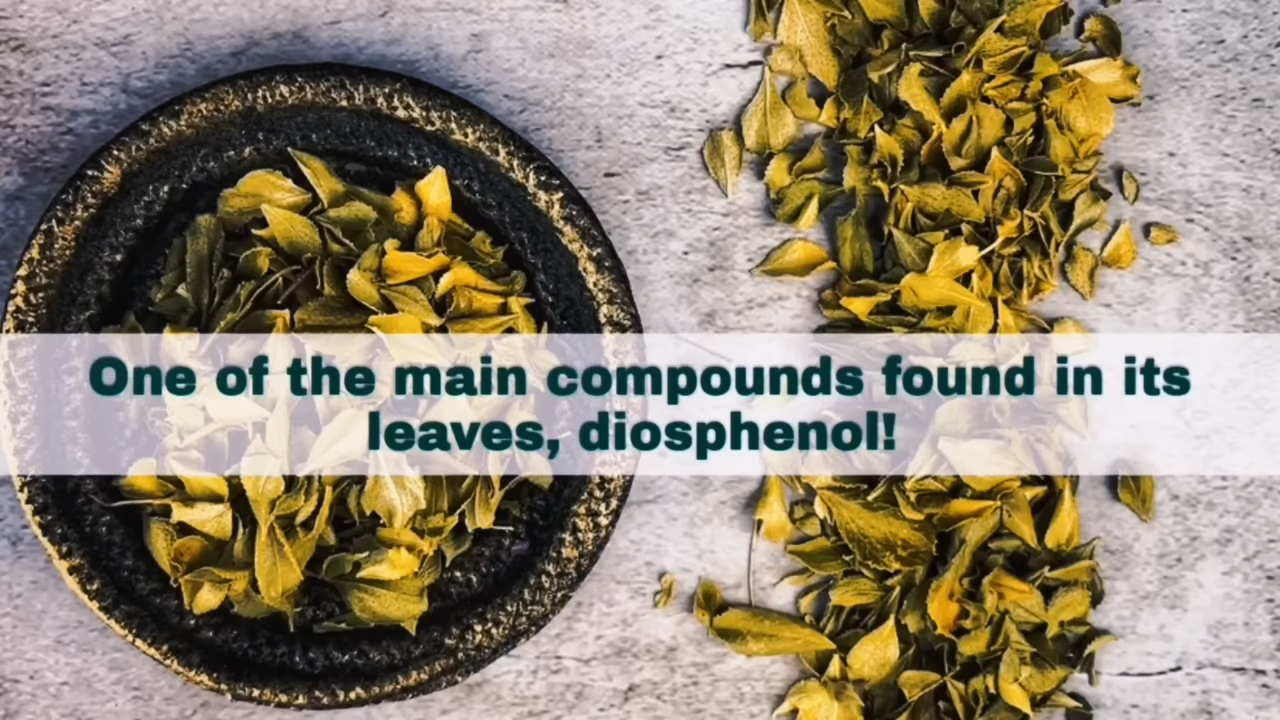 One of the main compounds found in its
leaves, diosphenol!